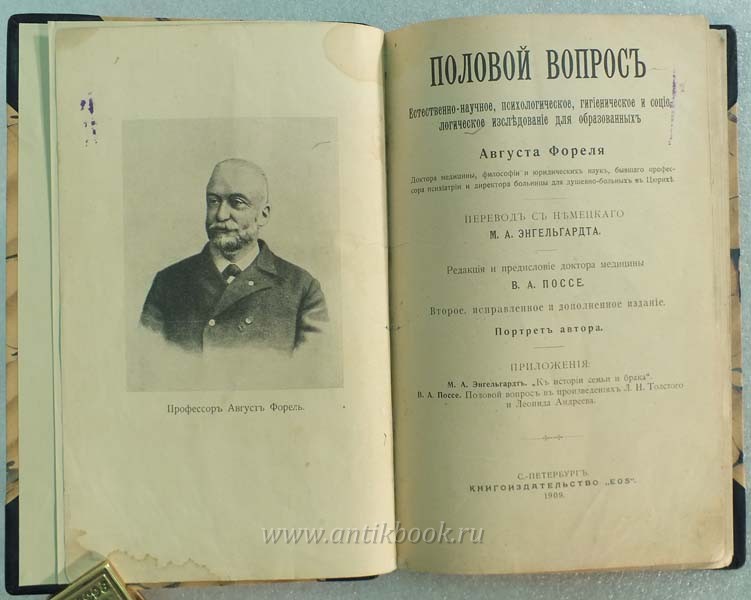 Профессоръ Августъ Форель.
ПОЛОВОЙ ВОПРОСЪ
Естественно-научное, психологическое, гигіеническое и соціо-
логическое изслѣдованіе для образованныхъ
Августа Фореля
Доктора медицины, философіи и юридическихъ наукъ, бывшаго профес-
сора психіатріи и директора больницы для душевно-больныхъ въ Цюрихѣ
ПЕРЕВОДЪ СЪ НѢМЕЦКАГО
М. А. ЭНГЕЛЬГАРДТА.
Редакція и предисловіе доктора медицины
В. А. ПОССЕ.
Второе, исправленное и дополненное изданіе.
Портретъ автора.
ПРИЛОЖЕНІЯ:
М. А. Энгельгардтъ. „Къ исторіи семьи и брака“.
В. А. Поссе. Половой вопросъ въ произведеніяхъ Л. Н. Толстого
и Леонида Андреева.
С.-ПЕТЕРБУРГЪ.
КНИГОИЗДАТЕЛЬСТВО „EOS“.
1909.
www.antikbook.ru